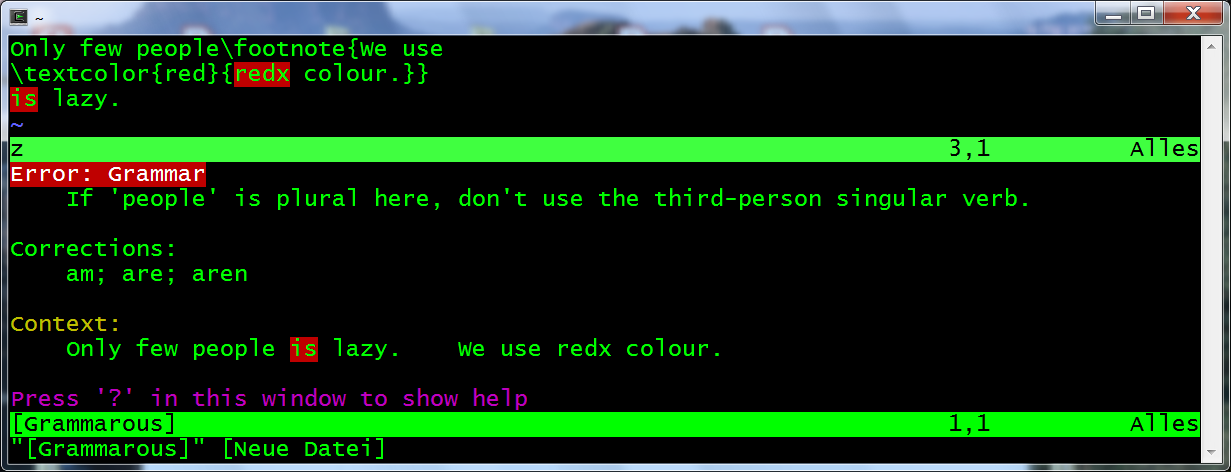 ~
Only few people\footnote{We use
\textcolor{red}{redx colour.}}
is lazy.
~
z 3,1 Alles
Error: Grammar
If 'people' is plural here, don't use the third-person singular verb.
Corrections:
am; are; aren
Context:
Only few people is lazy. We use redx colour.
Press '?' in this window to show help
[Grammarous] 1,1 Alles
"[Grammarous]" [Neue Datei]